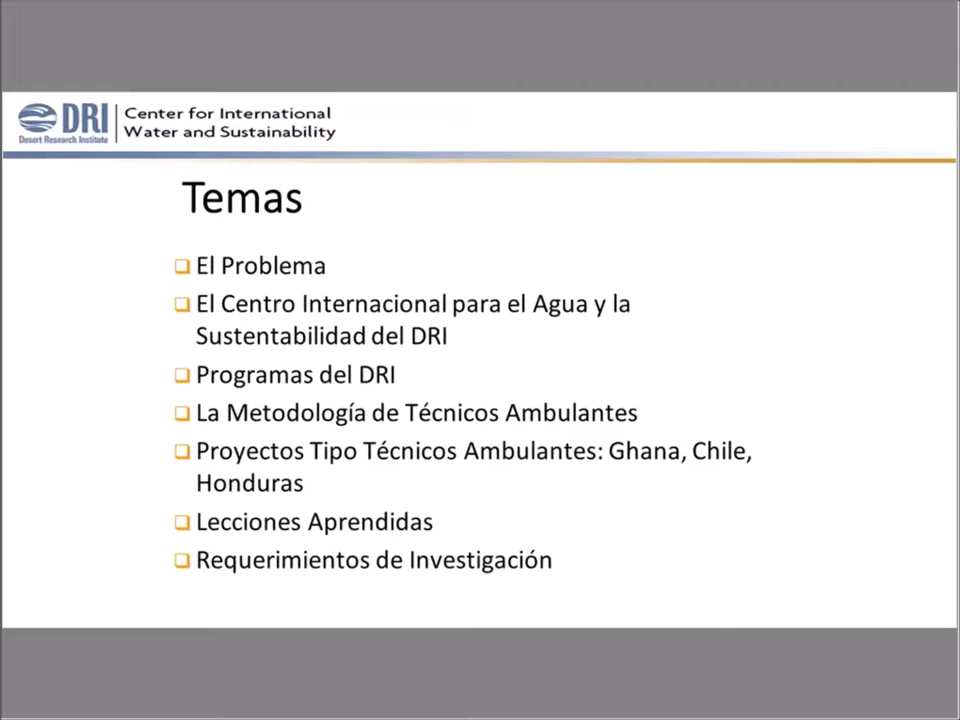 DRI
Desert Research Institute
Center for International
Water and Sustainability
Temas
El Problema
El Centro Internacional para el Agua y la
Sustentabilidad del DRI
Programas del DRI
La Metodología de Técnicos Ambulantes
Proyectos Tipo Técnicos Ambulantes: Ghana, Chile,
Honduras
Lecciones Aprendidas
Requerimientos de Investigación